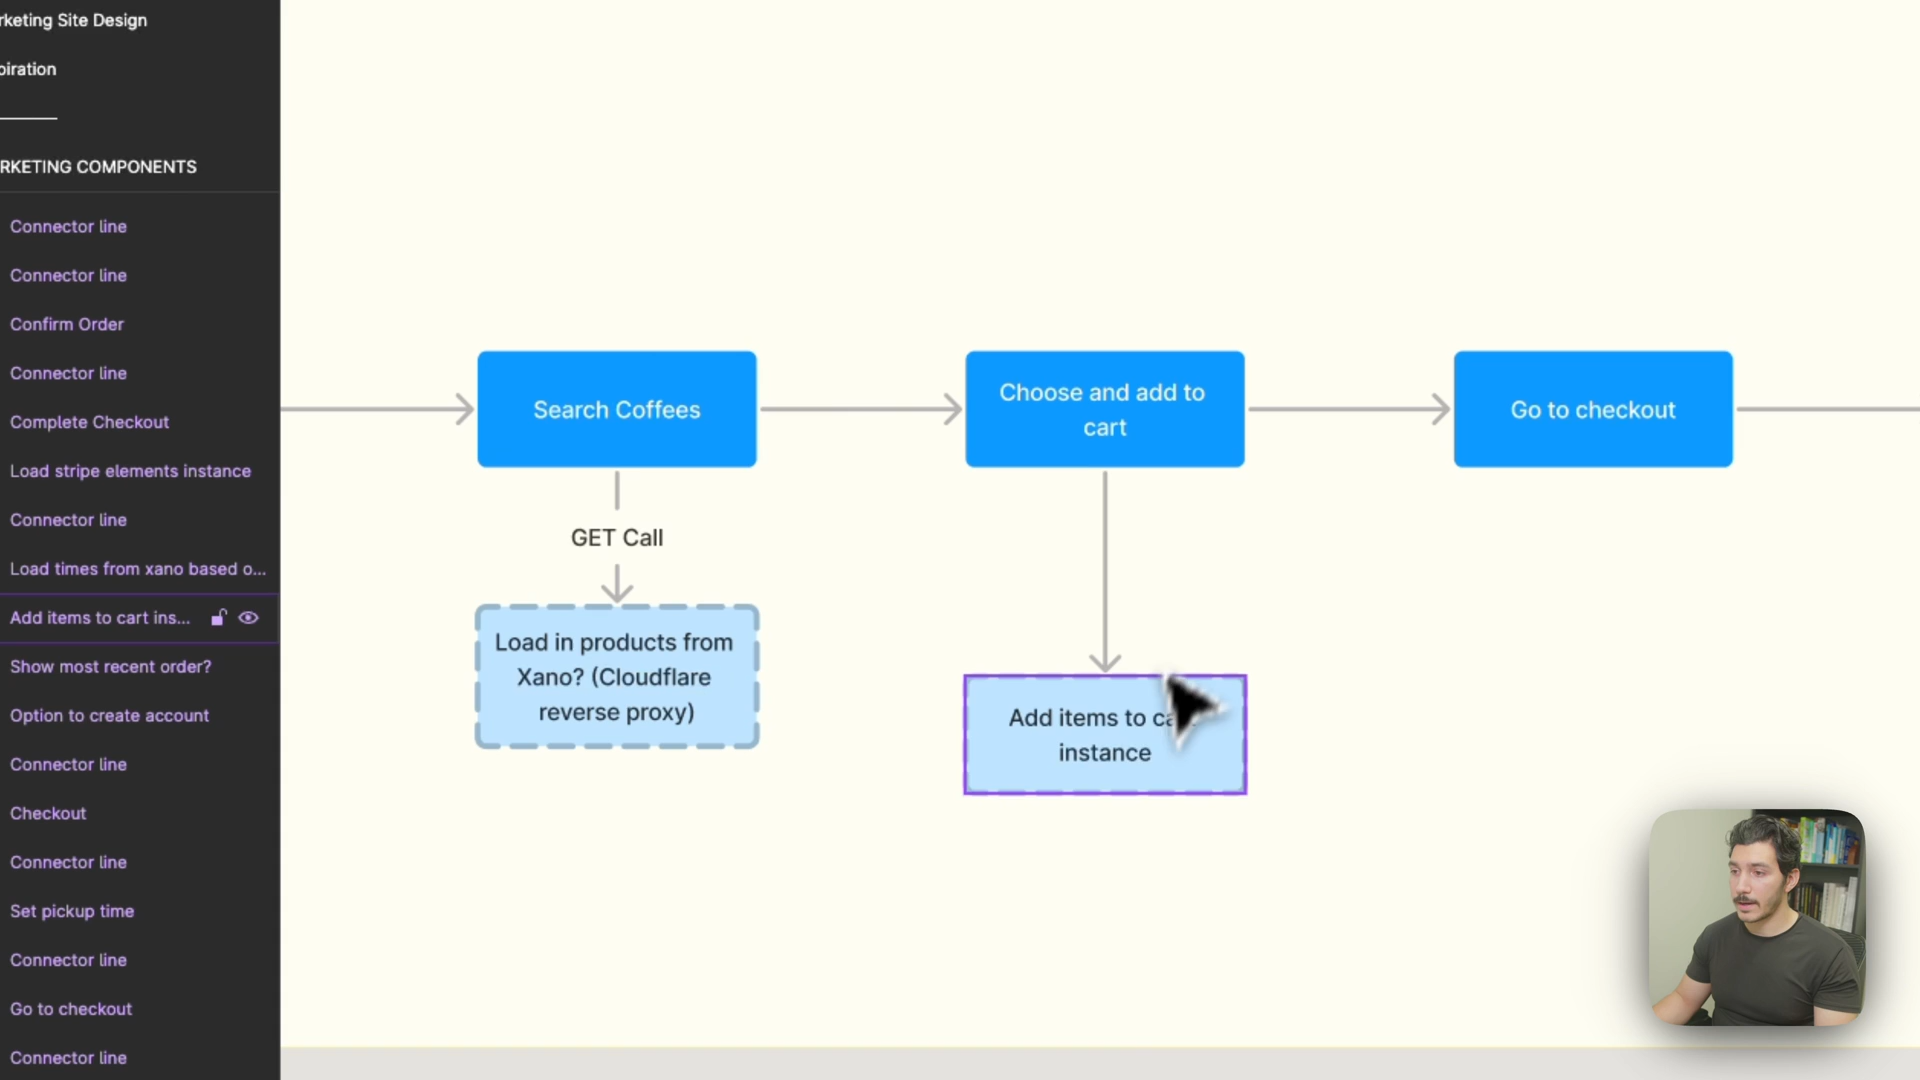 rketing Site Design
piration
RKETING COMPONENTS
Connector line
Connector line
Confirm Order
Connector line
Complete Checkout
Load stripe elements instance
Connector line
Load times from xano based o...
Add items to cart ins...
Show most recent order?
Option to create account
Connector line
Checkout
Connector line
Set pickup time
Connector line
Go to checkout
Connector line
Search Coffees
Choose and add to
cart
Go to checkout
GET Call
Load in products from
Xano? (Cloudflare
reverse proxy)
Add items to ca
instance